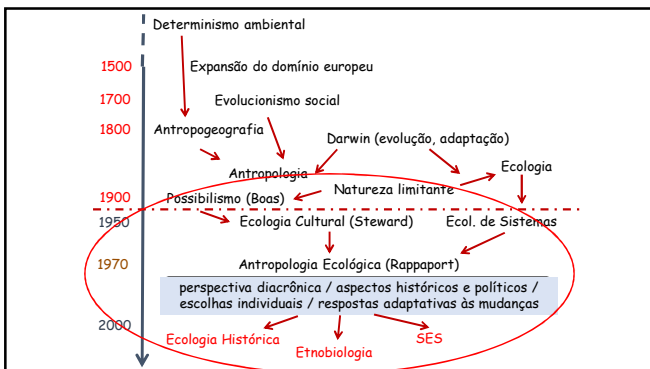 Determinismo ambiental
1500
Expansão do domínio europeu
1700
Evolucionismo social
1800
Antropogeografia
Darwin (evolução, adaptação)
Antropologia
Ecologia
Natureza limitante
1900
Possibilismo (Boas)
1950
Ecologia Cultural (Steward)
Ecol. de Sistemas
1970
Antropologia Ecológica (Rappaport)
perspectiva diacrônica / aspectos históricos e políticos /
escolhas individuais / respostas adaptativas às mudanças
2000
Ecologia Histórica
Etnobiologia
SES